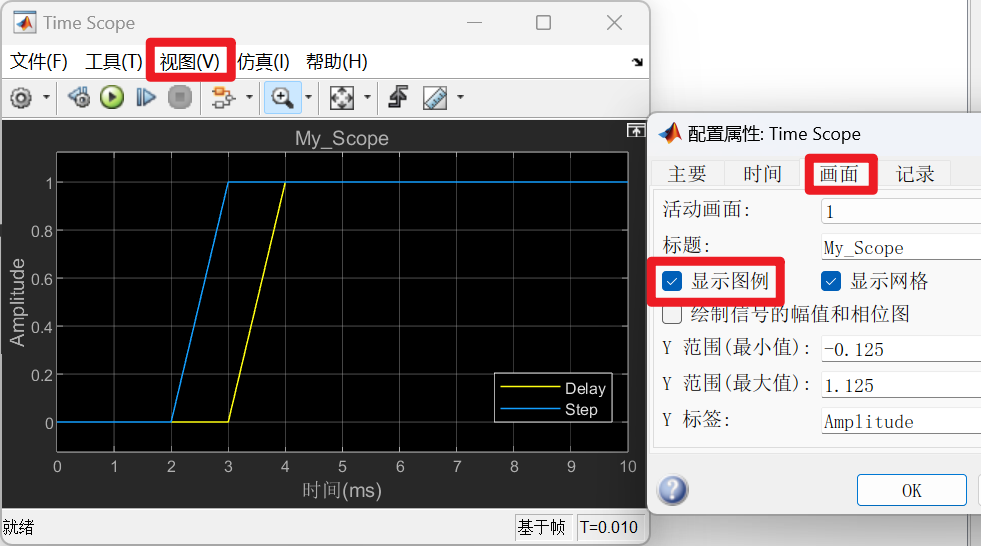 Time Scope
文件(F) 工具(T) 视图(V) 仿真(I) 帮助(H)
My_Scope
1
0.8
0.6
0.4
0.2
0
Amplitude
Delay
Step
0 1 2 3 4 5 6 7 8 9 10
时间(ms)
就绪
基于帧 T=0.010
配置属性: Time Scope
主要 时间 画面 记录
活动画面: 1
标题: My_Scope
显示图例 显示网格
绘制信号的幅值和相位图
Y 范围(最小值): -0.125
Y 范围(最大值): 1.125
Y 标签: Amplitude
OK